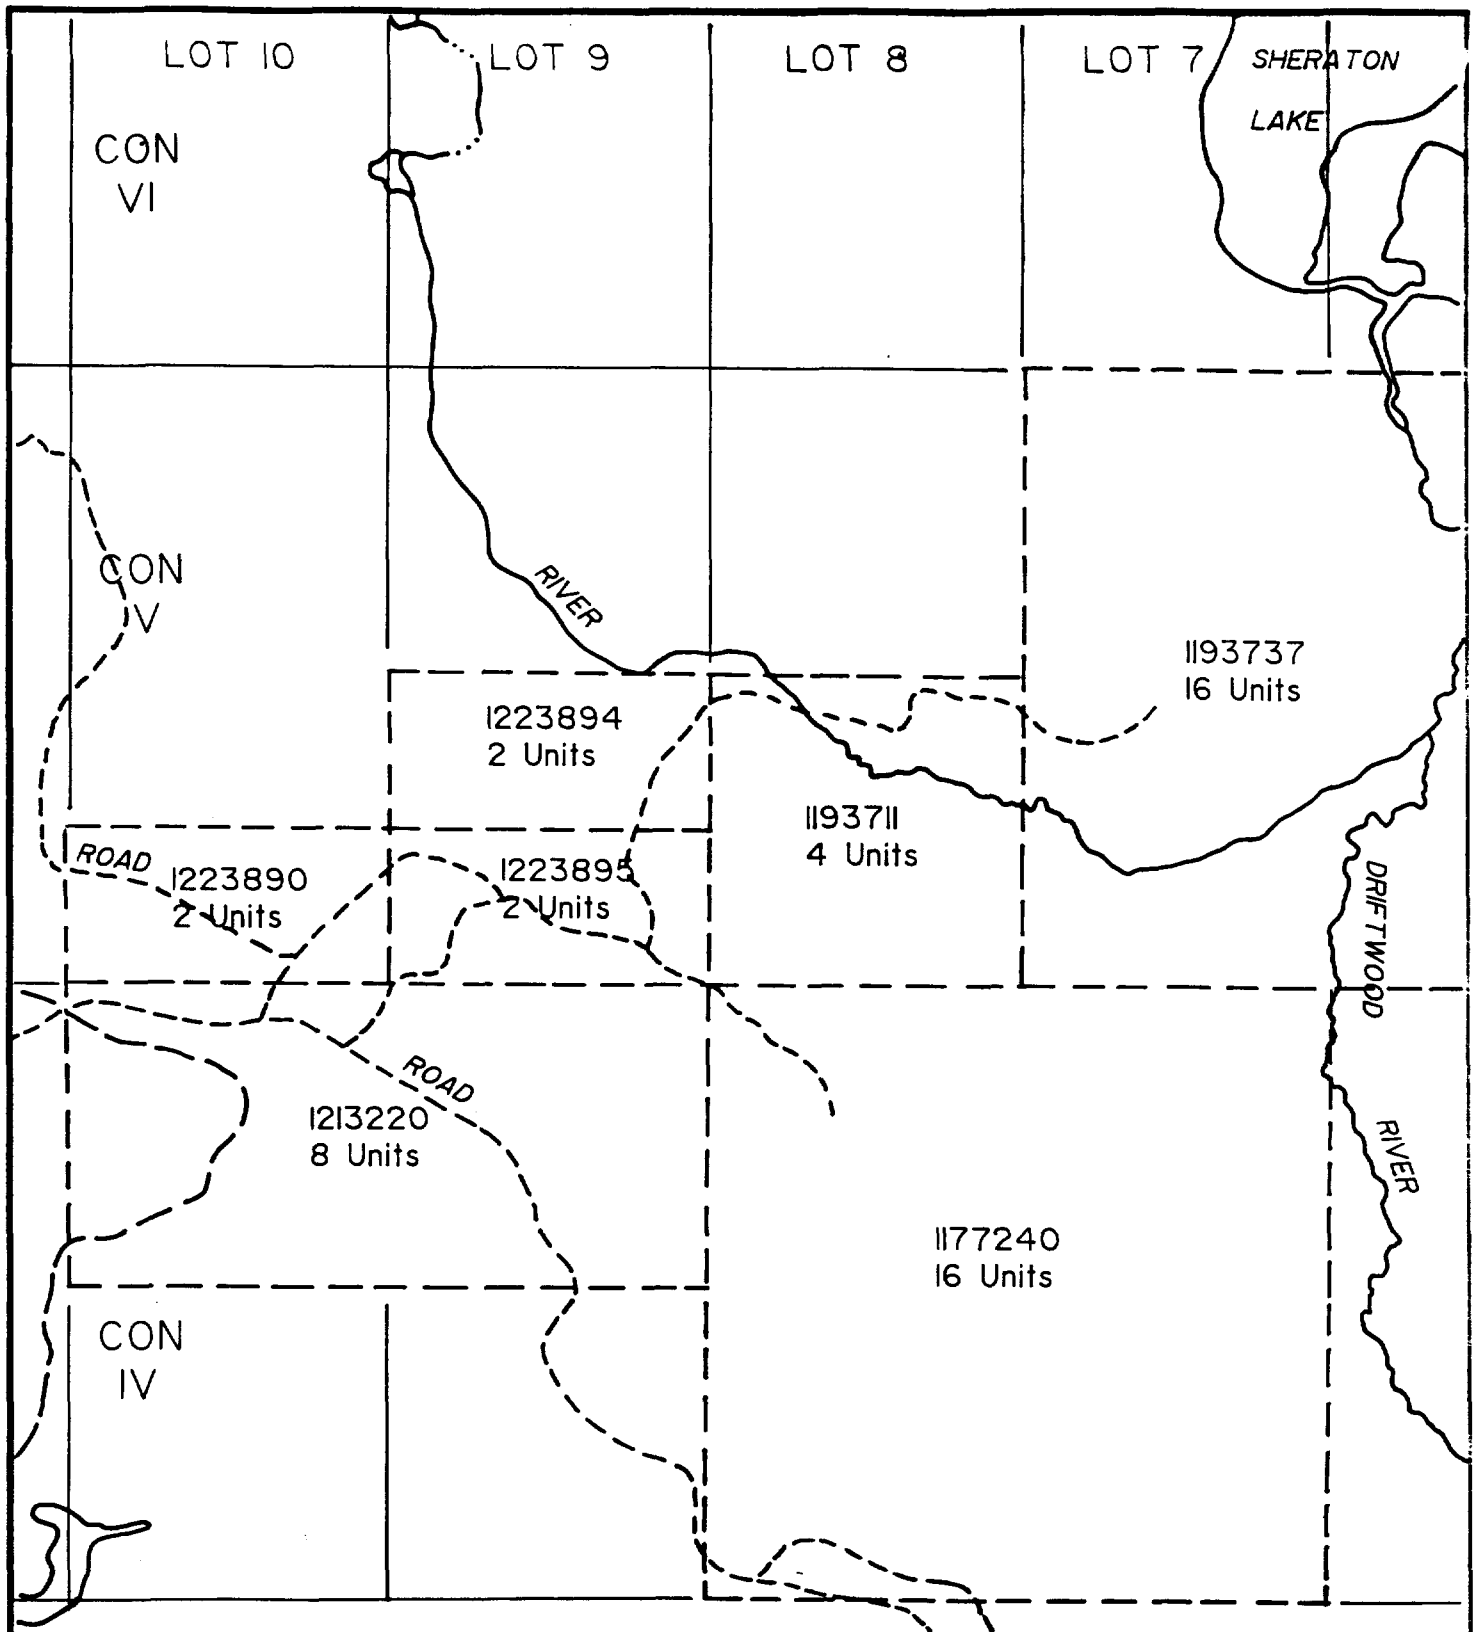 LOT 10
LOT 9
LOT 8
LOT 7
SHERATON
LAKE
CON
VI
CON
V
RIVER
1193737
16 Units
1223894
2 Units
1193711
4 Units
ROAD
1223890
2 Units
1223895
2 Units
DRIFTWOOD
RIVER
ROAD
1213220
8 Units
1177240
16 Units
CON
IV